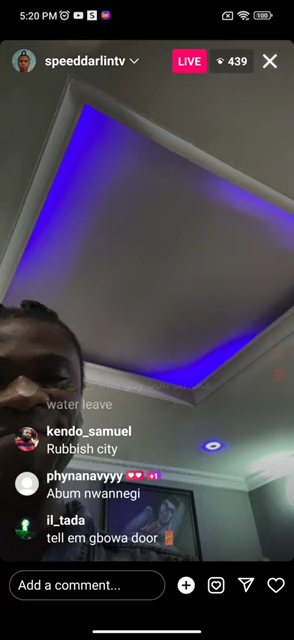 5:20 PM
100
speeddarlintv
LIVE
439
water leave
kendo_samuel
Rubbish city
phynanavyyy +1
Abum nwannegi
il_tada
tell em gbowa door
Add a comment...